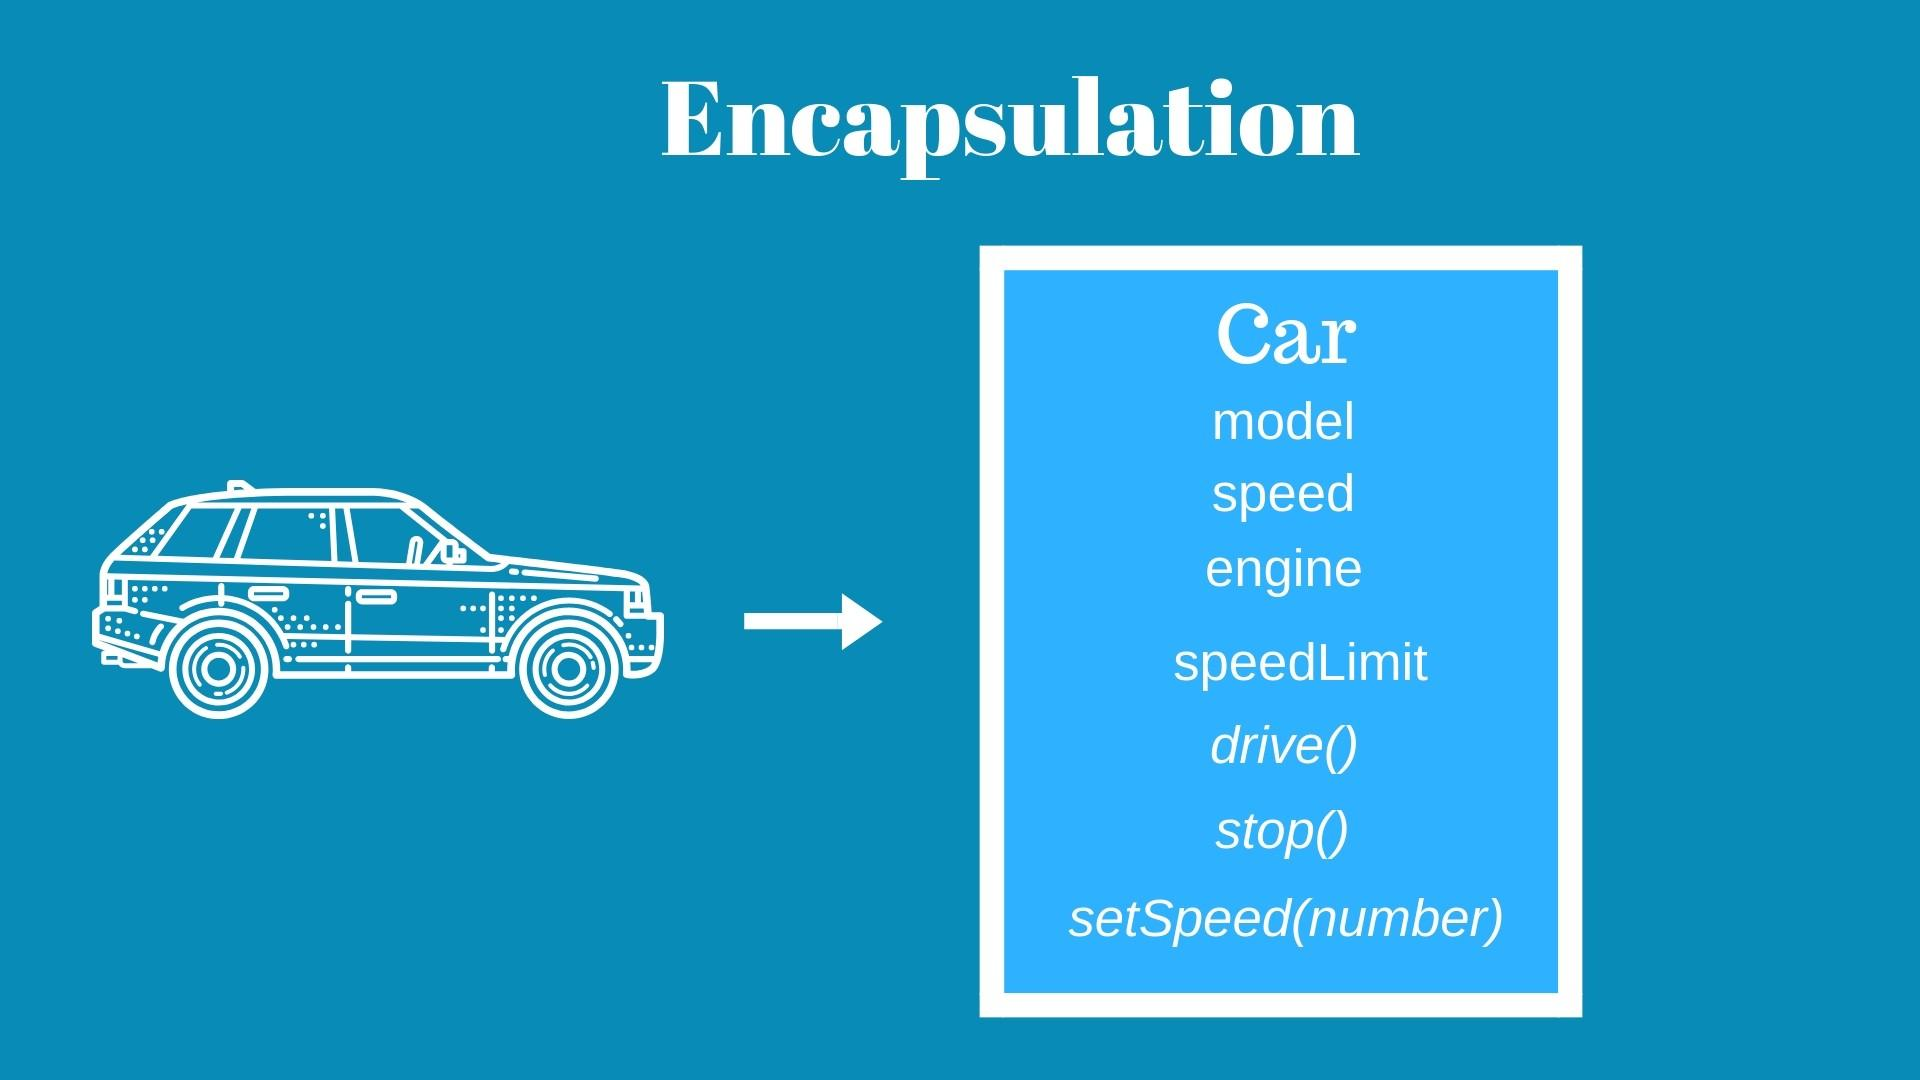 Encapsulation
Car
model
speed
engine
speedLimit
drive()
stop()
setSpeed(number)